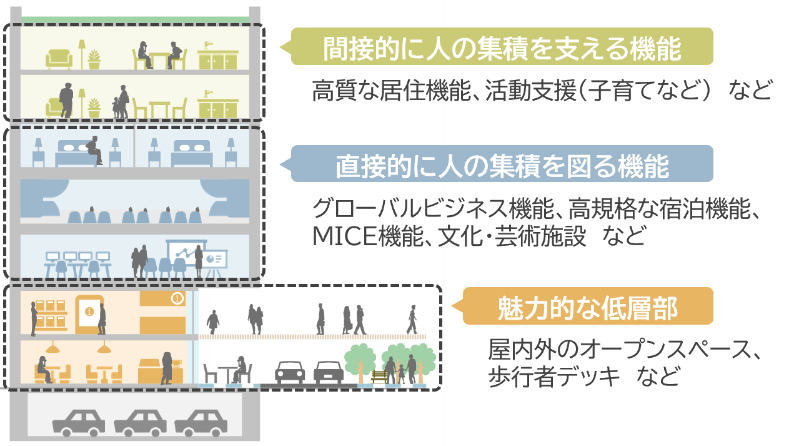 間接的に人の集積を支える機能
高質な居住機能、活動支援（子育てなど） など
直接的に人の集積を図る機能
グローバルビジネス機能、高規格な宿泊機能、
MICE機能、文化・芸術施設 など
魅力的な低層部
屋内外のオープンスペース、
歩行者デッキ など